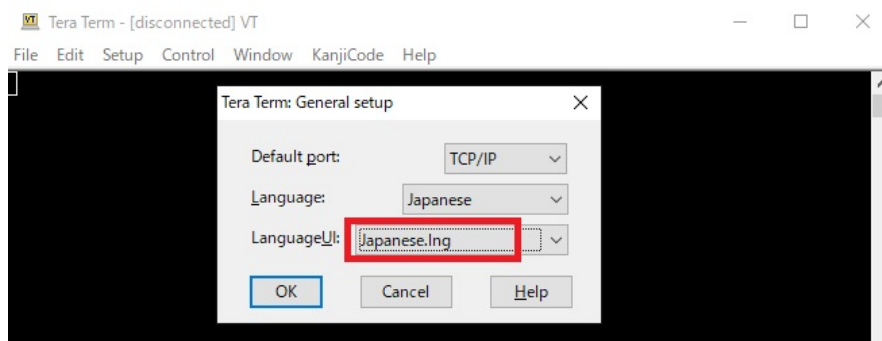 Tera Term - [disconnected] VT
File Edit Setup Control Window KanjiCode Help
Tera Term: General setup
Default port: TCP/IP
Language: Japanese
LanguageUI: Japanese.lng
OK Cancel Help